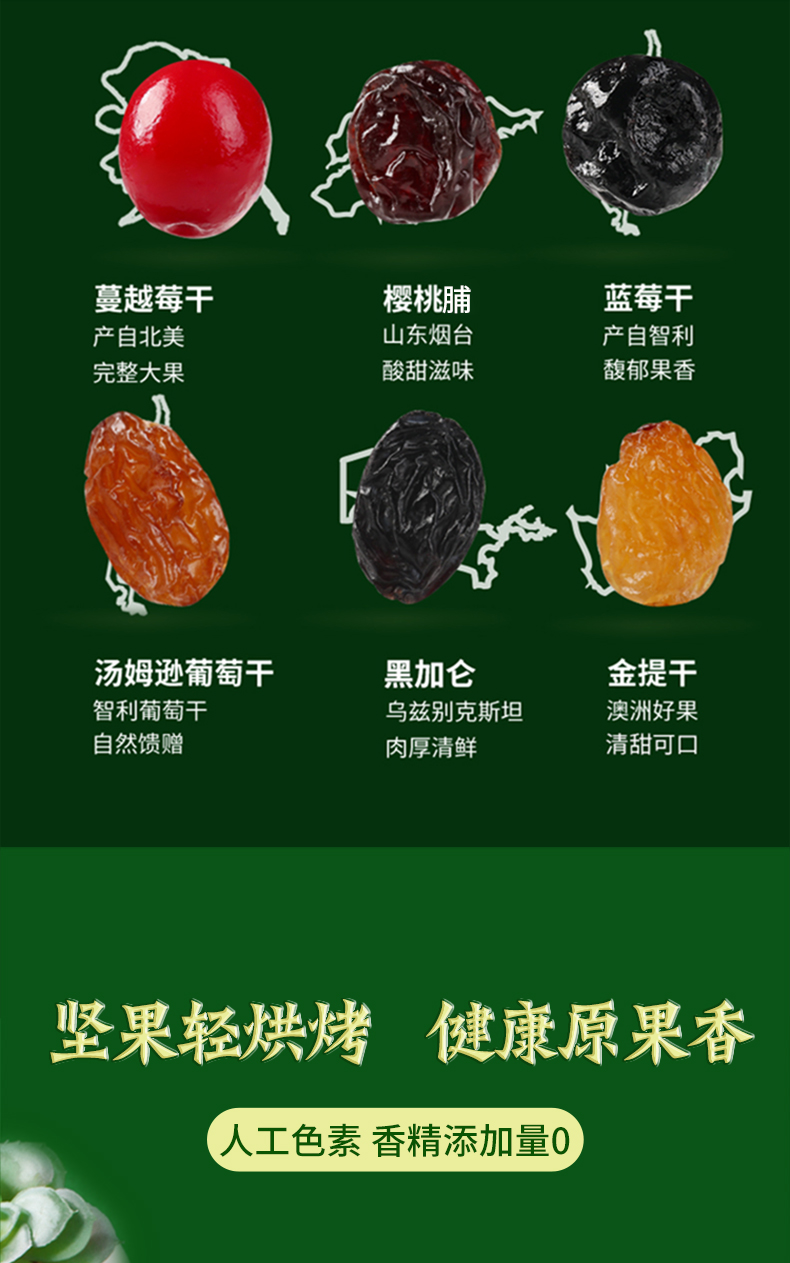 蔓越莓干
产自北美
完整大果
樱桃脯
山东烟台
酸甜滋味
蓝莓干
产自智利
馥郁果香
汤姆逊葡萄干
智利葡萄干
自然馈赠
黑加仑
乌兹别克斯坦
肉厚清鲜
金提干
澳洲好果
清甜可口
坚果轻烘烤 健康原果香
人工色素 香精添加量0